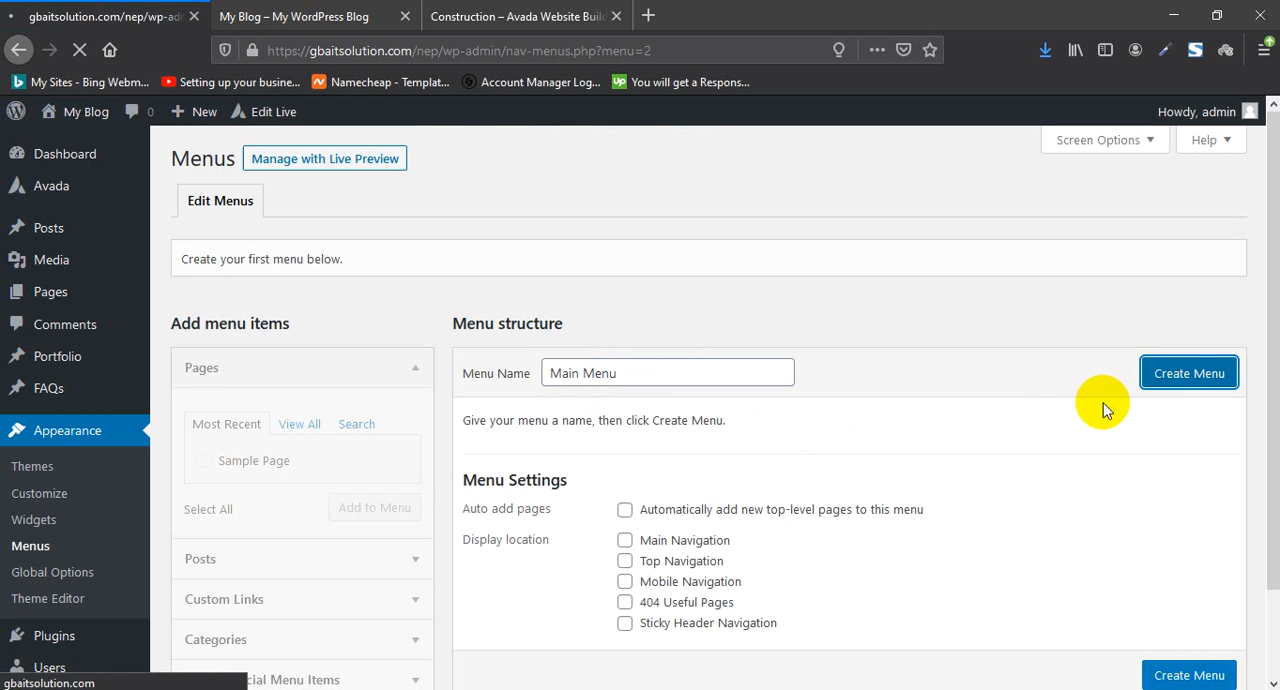 gbaitsolution.com/nep/wp-ad
My Blog – My WordPress Blog
Construction – Avada Website Buil
https://gbaitsolution.com/nep/wp-admin/nav-menus.php?menu=2
My Sites - Bing Webm...
Setting up your busine...
Namecheap - Templat...
Account Manager Log...
You will get a Respons...
My Blog
0
New
Edit Live
Howdy, admin
Dashboard
Avada
Posts
Media
Pages
Comments
Portfolio
FAQs
Appearance
Themes
Customize
Widgets
Menus
Global Options
Theme Editor
Plugins
Users
gbaitsolution.com
Screen Options
Help
Menus
Manage with Live Preview
Edit Menus
Create your first menu below.
Add menu items
Pages
Most Recent
View All
Search
Sample Page
Select All
Add to Menu
Posts
Custom Links
Categories
cial Menu Items
Menu structure
Menu Name
Main Menu
Create Menu
Give your menu a name, then click Create Menu.
Menu Settings
Auto add pages
Automatically add new top-level pages to this menu
Display location
Main Navigation
Top Navigation
Mobile Navigation
404 Useful Pages
Sticky Header Navigation
Create Menu